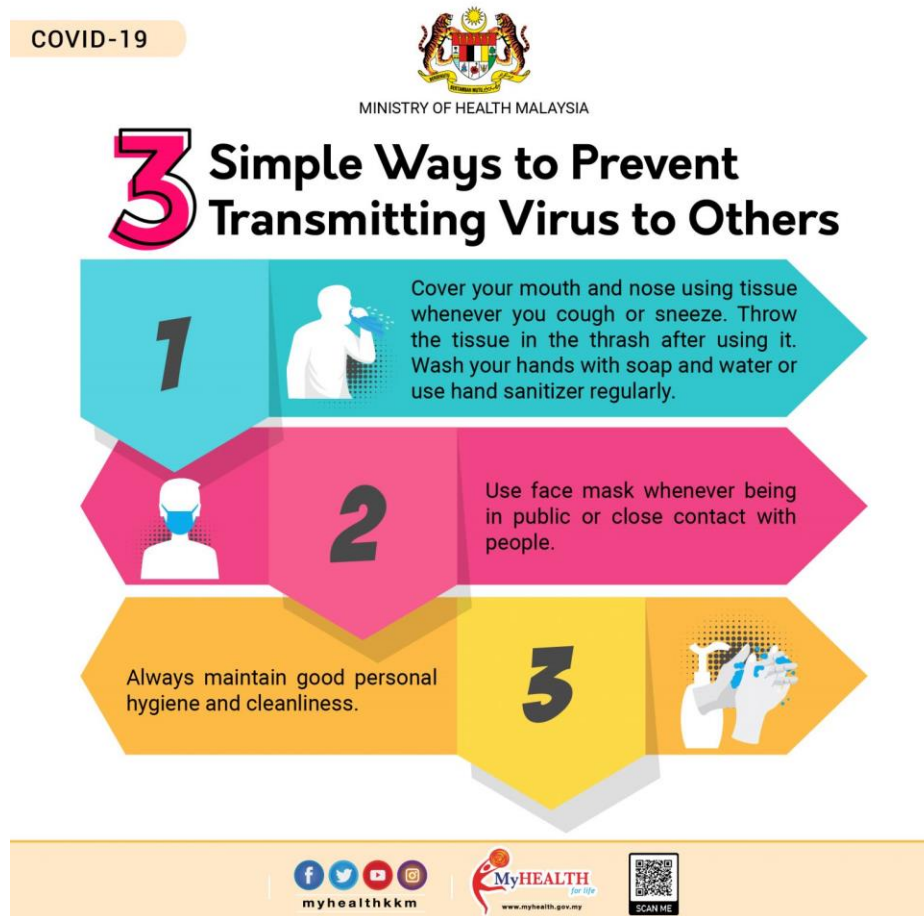 COVID-19
MINISTRY OF HEALTH MALAYSIA
3 Simple Ways to Prevent
Transmitting Virus to Others
1
Cover your mouth and nose using tissue
whenever you cough or sneeze. Throw
the tissue in the thrash after using it.
Wash your hands with soap and water or
use hand sanitizer regularly.
2
Use face mask whenever being
in public or close contact with
people.
Always maintain good personal
hygiene and cleanliness.
3
myhealthkkm
MyHEALTH
for life
www.myhealth.gov.my
SCAN ME